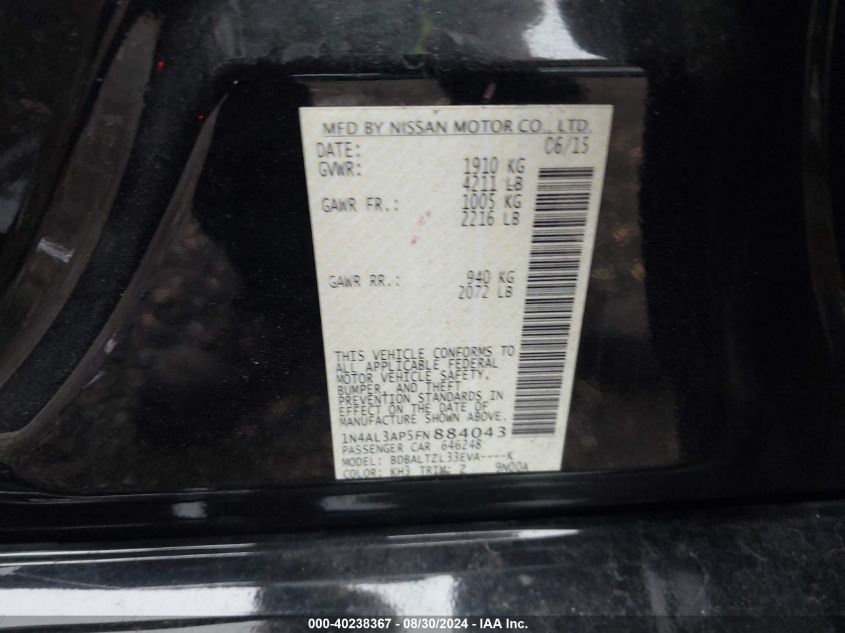 MFD BY NISSAN MOTOR CO., LTD.
DATE: 06/15
GVWR: 1910 KG
4211 LB
GAWR FR.: 1005 KG
2216 LB
GAWR RR.: 940 KG
2072 LB
THIS VEHICLE CONFORMS TO
ALL APPLICABLE FEDERAL
MOTOR VEHICLE SAFETY,
BUMPER, AND THEFT
PREVENTION STANDARDS IN
EFFECT ON THE DATE OF
MANUFACTURE SHOWN ABOVE.
1N4AL3AP5FN884043
PASSENGER CAR 646248
MODEL: BDBALTZL33EVA----K
COLOR: KH3 TRIM: Z 9N00A
000-40238367 - 08/30/2024 - IAA Inc.